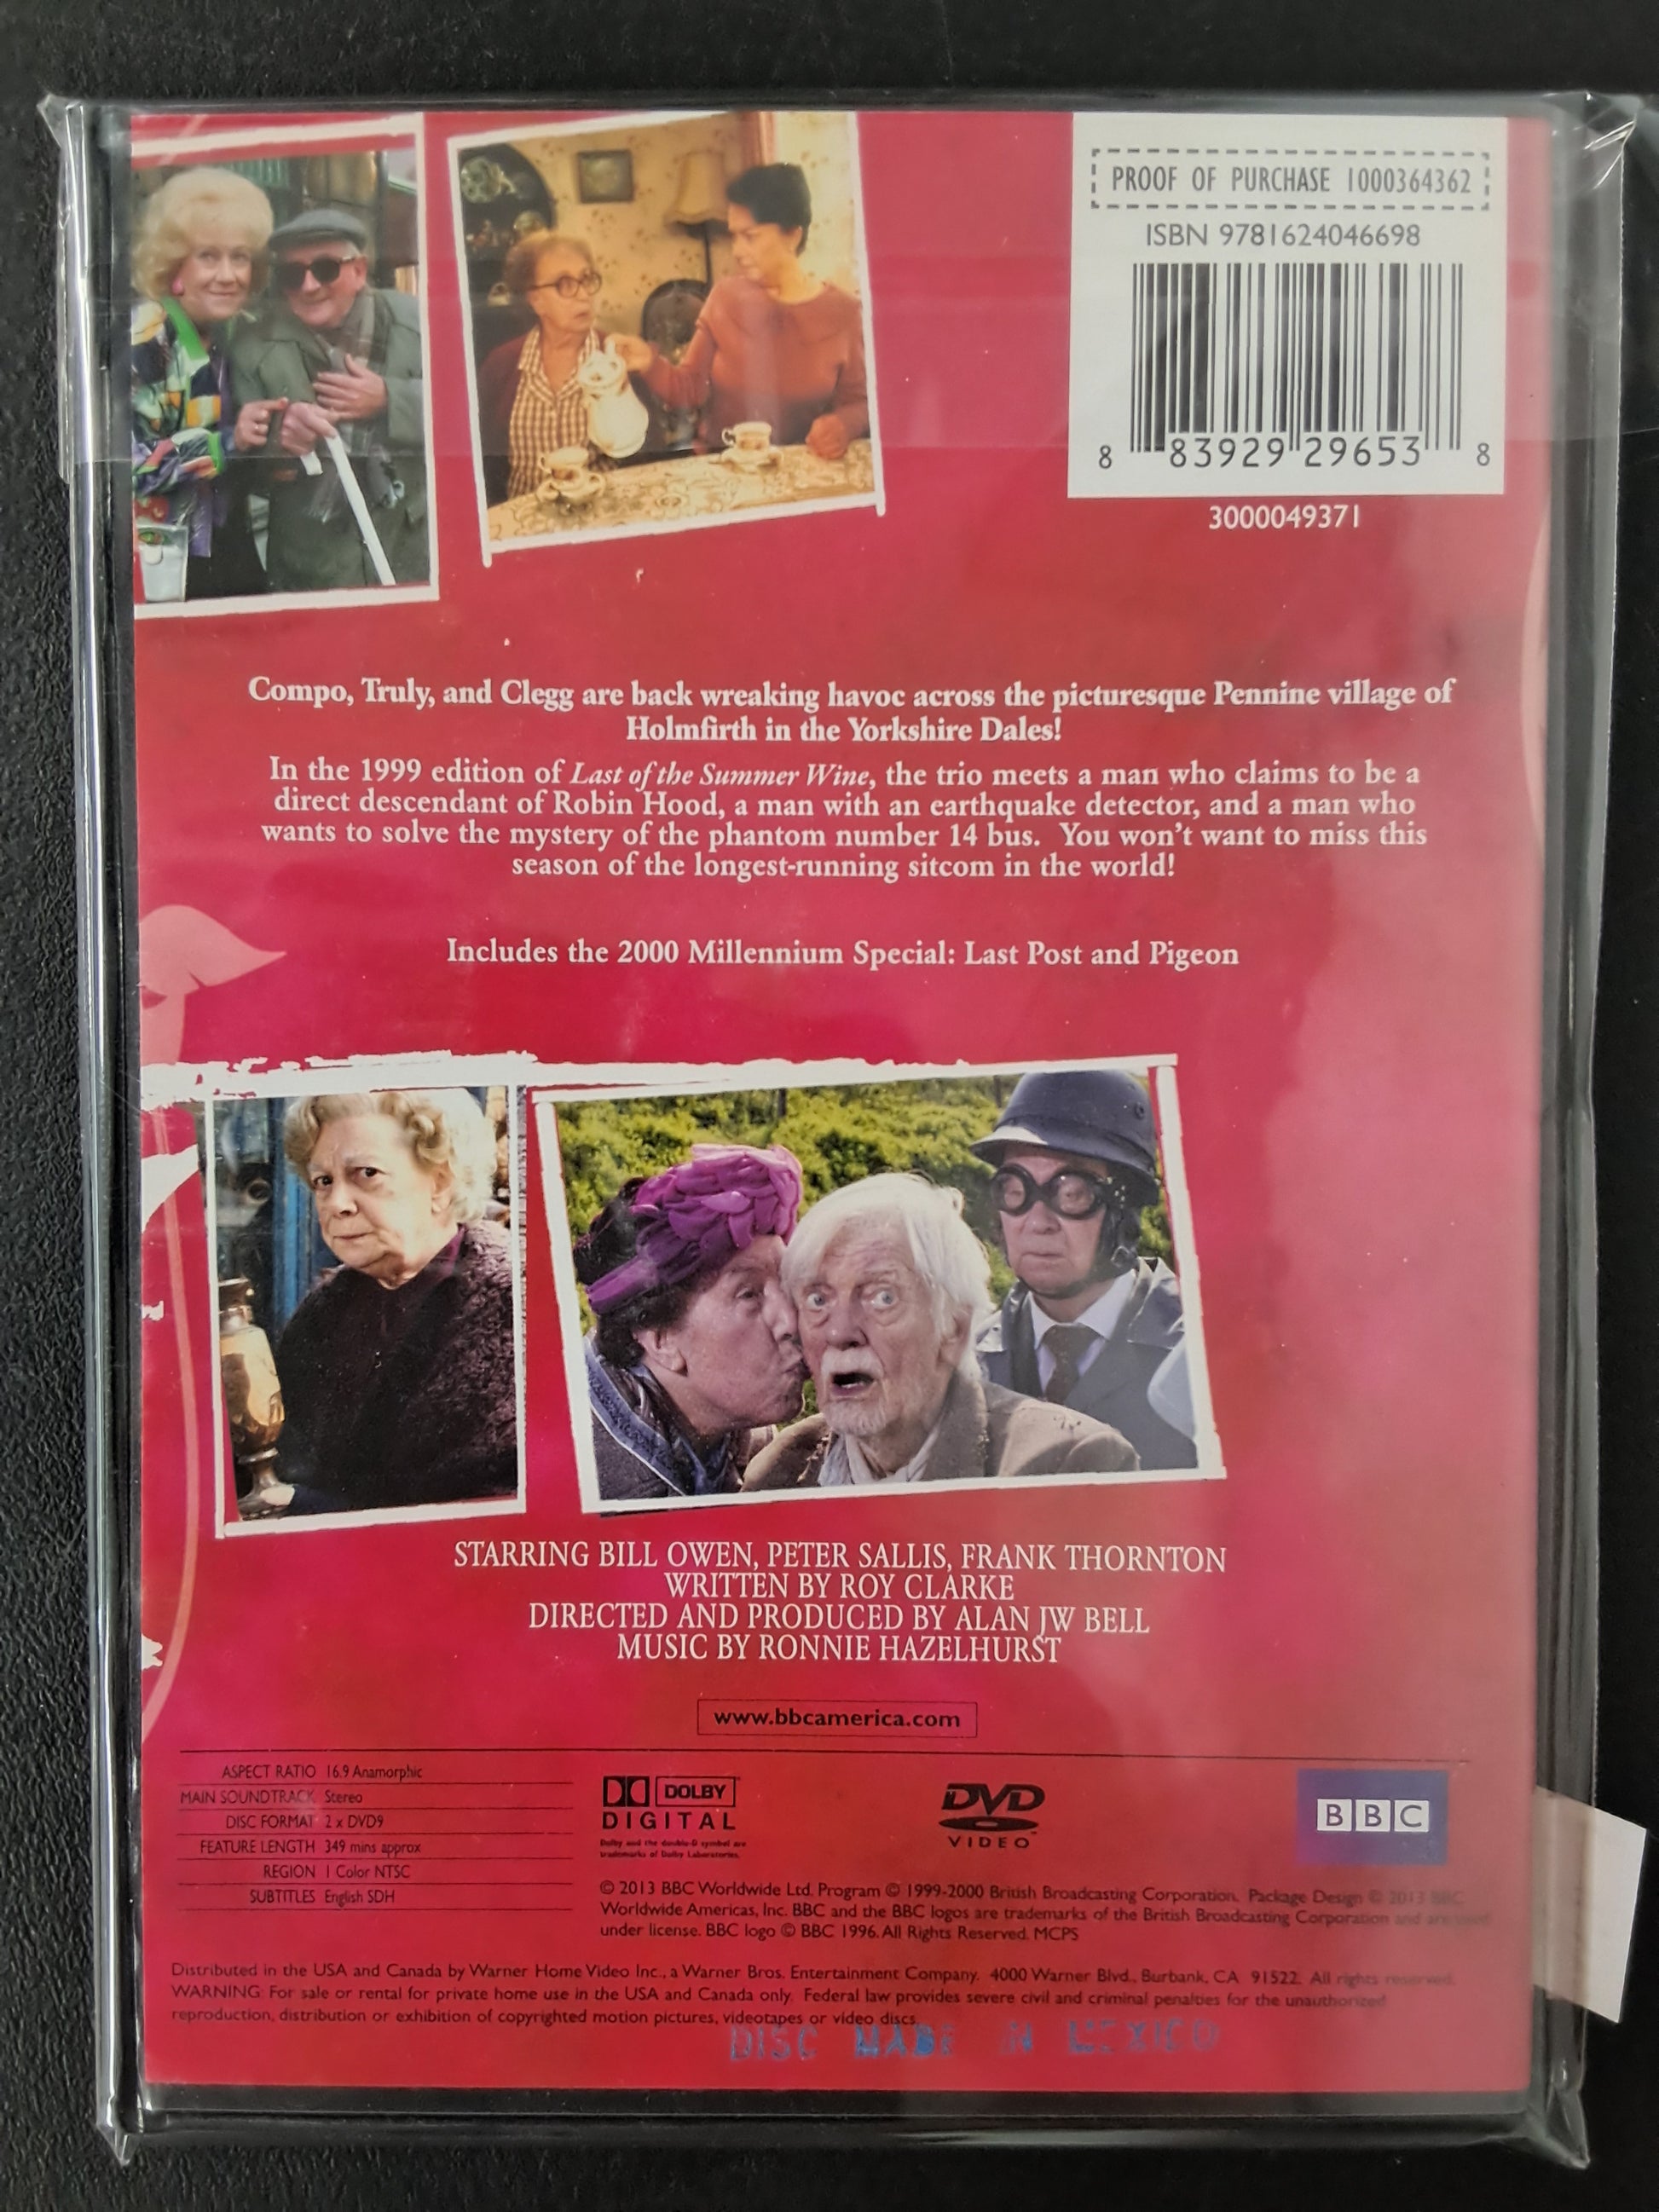 PROOF OF PURCHASE 1000364362
ISBN 9781624046698
8 83929 29653 8
3000049371
Compo, Truly, and Clegg are back wreaking havoc across the picturesque Pennine village of
Holmfirth in the Yorkshire Dales!
In the 1999 edition of Last of the Summer Wine, the trio meets a man who claims to be a
direct descendant of Robin Hood, a man with an earthquake detector, and a man who
wants to solve the mystery of the phantom number 14 bus. You won't want to miss this
season of the longest-running sitcom in the world!
Includes the 2000 Millennium Special: Last Post and Pigeon
STARRING BILL OWEN, PETER SALLIS, FRANK THORNTON
WRITTEN BY ROY CLARKE
DIRECTED AND PRODUCED BY ALAN JW BELL
MUSIC BY RONNIE HAZELHURST
www.bbcamerica.com
ASPECT RATIO 16.9 Anamorphic
MAIN SOUNDTRACK Stereo
DISC FORMAT 2 x DVD9
FEATURE LENGTH 349 mins approx
REGION 1 Color NTSC
SUBTITLES English SDH
DOLBY
DIGITAL
Dolby and the double-D symbol are
trademarks of Dolby Laboratories.
DVD
VIDEO
BBC
© 2013 BBC Worldwide Ltd. Program © 1999-2000 British Broadcasting Corporation. Package Design © 2013 BBC
Worldwide Americas, Inc. BBC and the BBC logos are trademarks of the British Broadcasting Corporation and are used
under license. BBC logo © BBC 1996. All Rights Reserved. MCPS
Distributed in the USA and Canada by Warner Home Video Inc., a Warner Bros. Entertainment Company. 4000 Warner Blvd., Burbank, CA 91522. All rights reserved.
WARNING: For sale or rental for private home use in the USA and Canada only. Federal law provides severe civil and criminal penalties for the unauthorized
reproduction, distribution or exhibition of copyrighted motion pictures, videotapes or video discs.
DISC MADE IN MEXICO